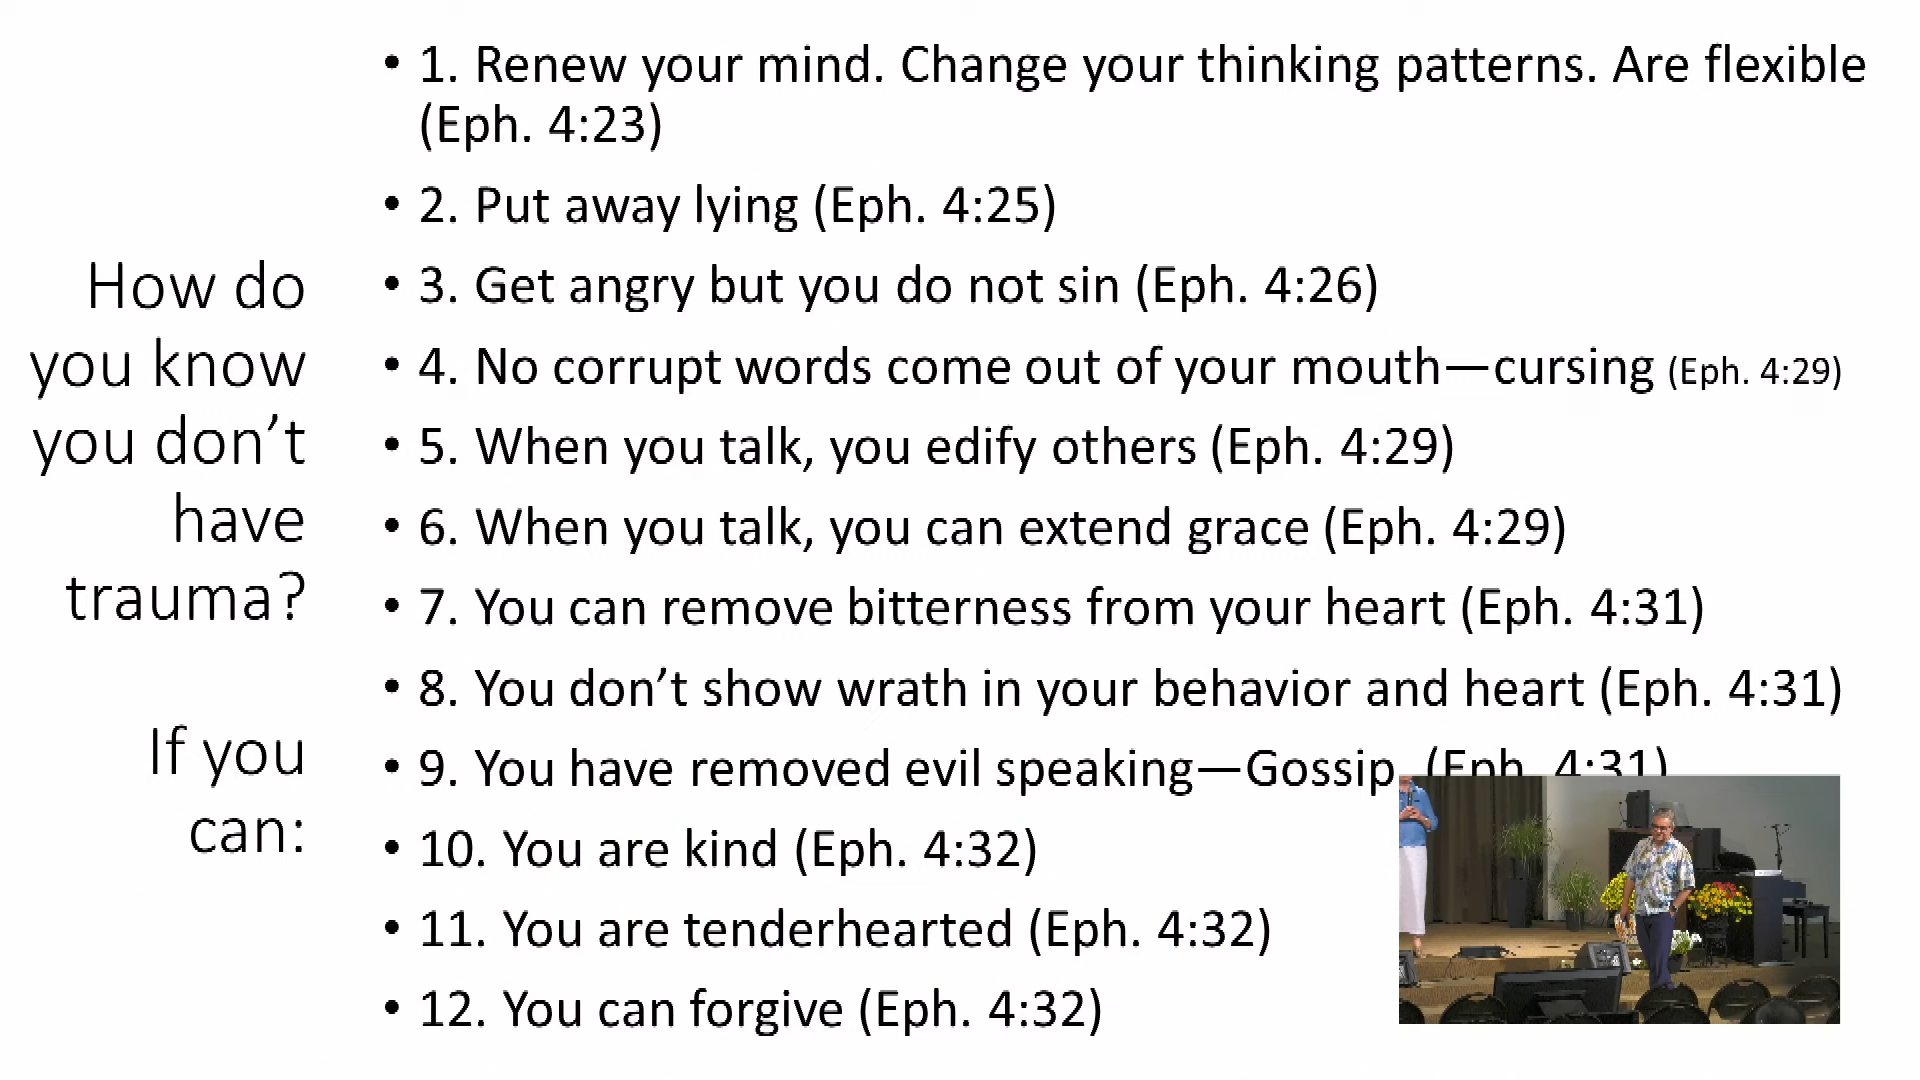 How do
you know
you don’t
have
trauma?
If you
can:
• 1. Renew your mind. Change your thinking patterns. Are flexible
(Eph. 4:23)
• 2. Put away lying (Eph. 4:25)
• 3. Get angry but you do not sin (Eph. 4:26)
• 4. No corrupt words come out of your mouth—cursing (Eph. 4:29)
• 5. When you talk, you edify others (Eph. 4:29)
• 6. When you talk, you can extend grace (Eph. 4:29)
• 7. You can remove bitterness from your heart (Eph. 4:31)
• 8. You don’t show wrath in your behavior and heart (Eph. 4:31)
• 9. You have removed evil speaking—Gossip (Eph. 4:31)
• 10. You are kind (Eph. 4:32)
• 11. You are tenderhearted (Eph. 4:32)
• 12. You can forgive (Eph. 4:32)